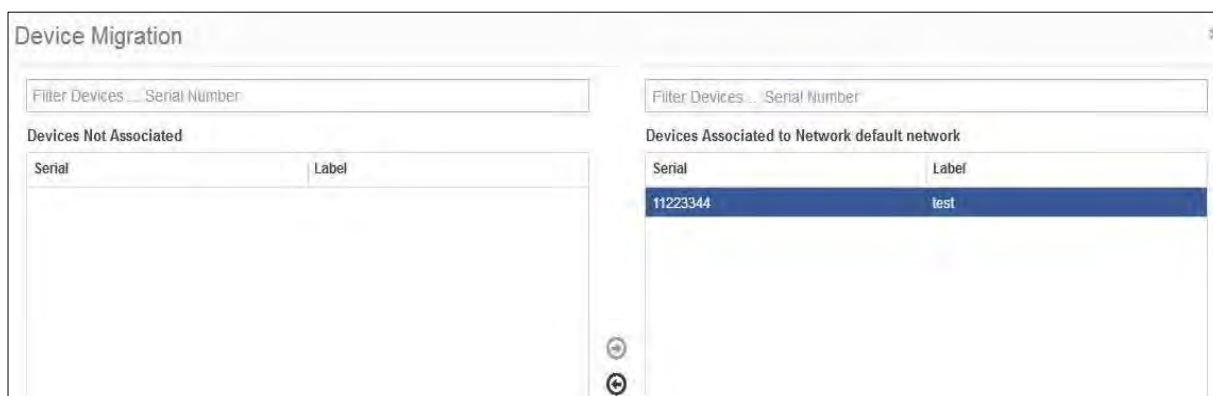 Device Migration
Filter Devices ... Serial Number
Filter Devices ... Serial Number
Devices Not Associated
Devices Associated to Network default network
Serial Label
Serial Label
11223344 test